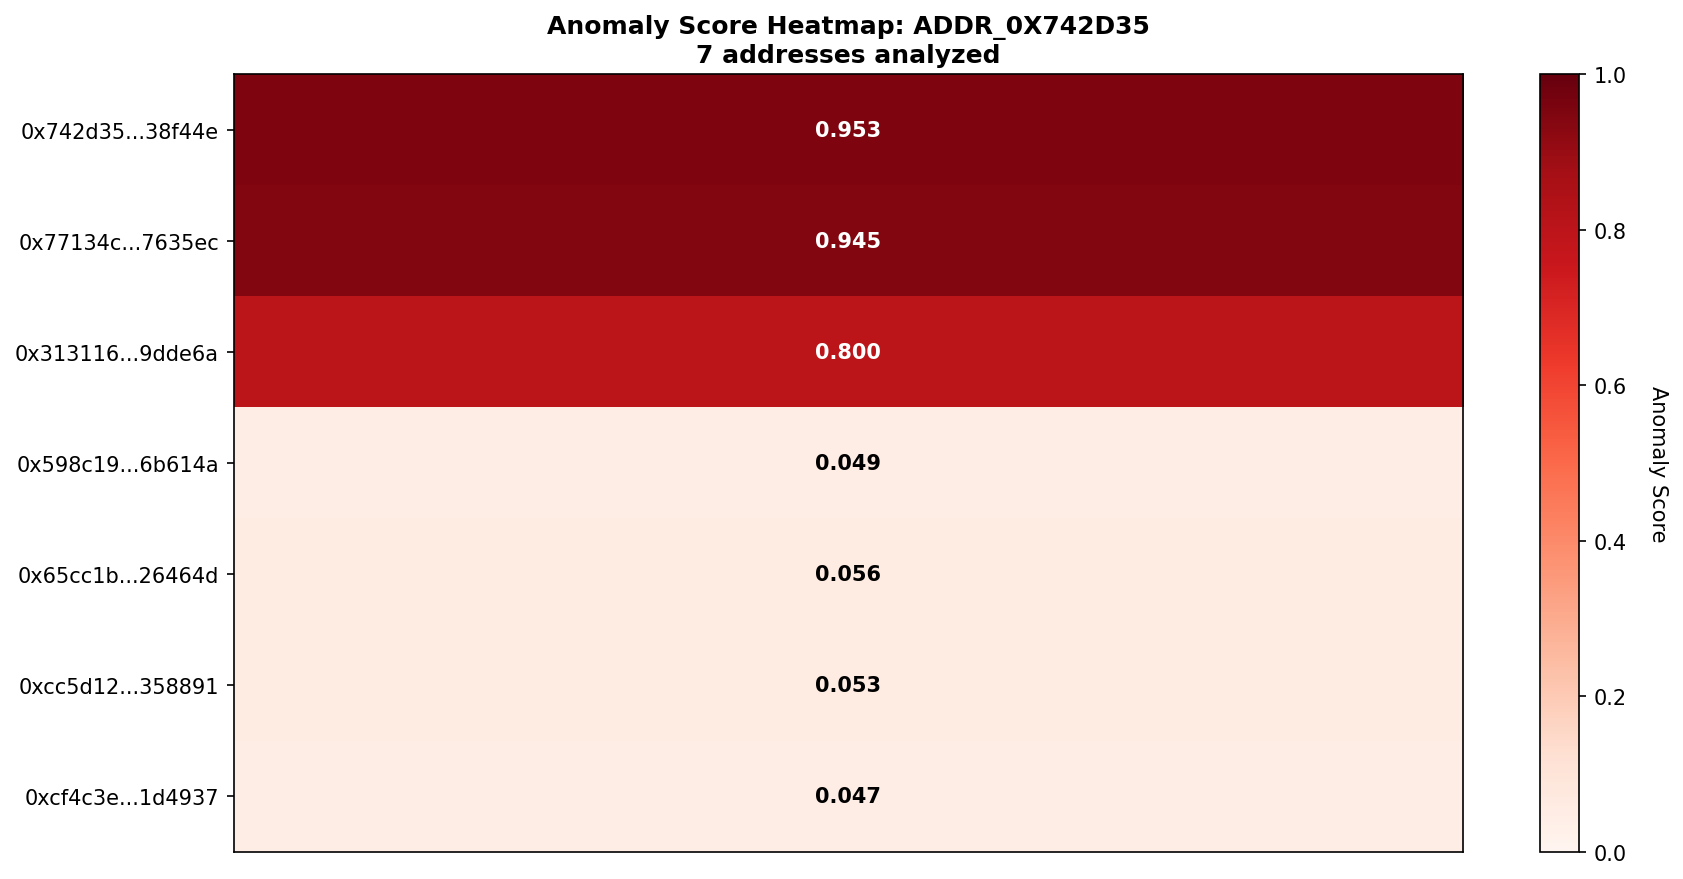 Anomaly Score Heatmap: ADDR_0X742D35
7 addresses analyzed
0x742d35...38f44e
0.953
0x77134c...7635ec
0.945
0x313116...9dde6a
0.800
0x598c19...6b614a
0.049
0x65cc1b...26464d
0.056
0xcc5d12...358891
0.053
0xcf4c3e...1d4937
0.047
1.0
0.8
0.6
0.4
0.2
0.0
Anomaly Score